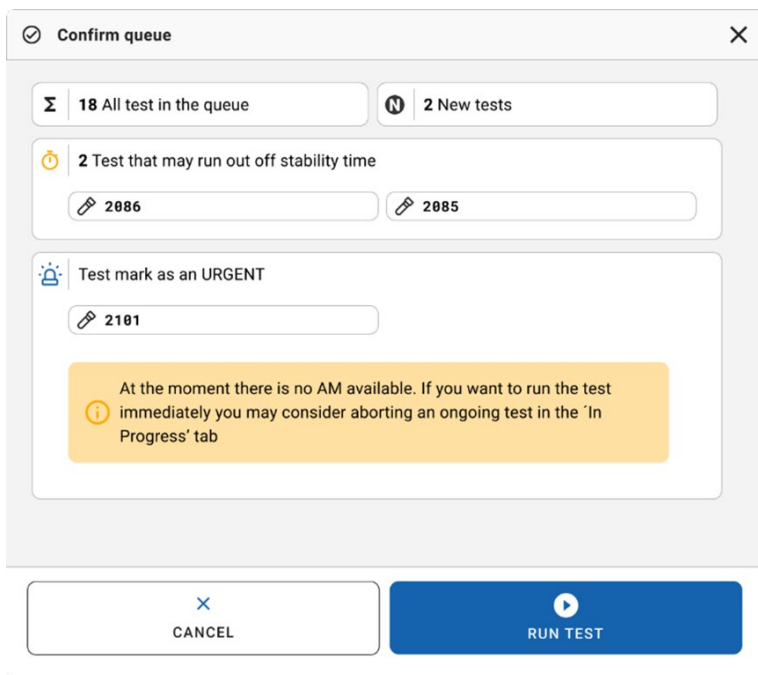 Confirm queue
Σ 18 All test in the queue
N 2 New tests
2 Test that may run out off stability time
2086
2085
Test mark as an URGENT
2101
At the moment there is no AM available. If you want to run the test
immediately you may consider aborting an ongoing test in the ´In
Progress’ tab
CANCEL
RUN TEST